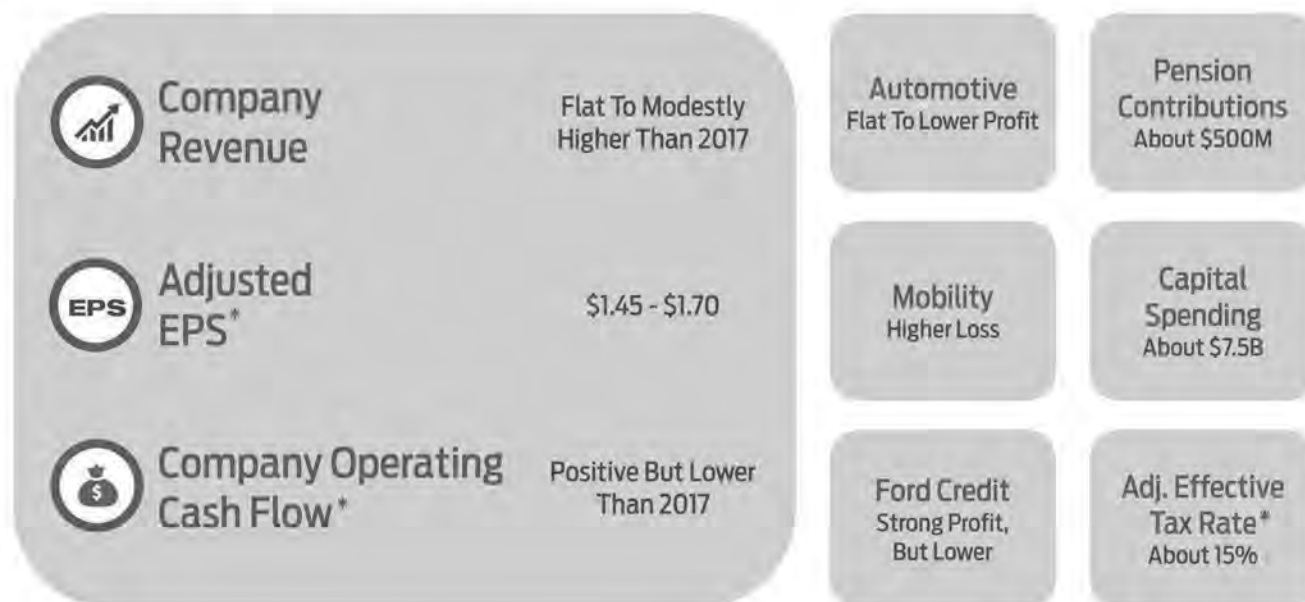 Company
Revenue
Flat To Modestly
Higher Than 2017
EPS
Adjusted
EPS*
$1.45 - $1.70
$
Company Operating
Cash Flow*
Positive But Lower
Than 2017
Automotive
Flat To Lower Profit
Pension
Contributions
About $500M
Mobility
Higher Loss
Capital
Spending
About $7.5B
Ford Credit
Strong Profit,
But Lower
Adj. Effective
Tax Rate*
About 15%